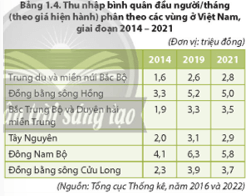 Bảng 1.4. Thu nhập bình quân đầu người/tháng
(theo giá hiện hành) phân theo các vùng ở Việt Nam,
giai đoạn 2014 – 2021
(Đơn vị: triệu đồng)
2014 2019 2021
Trung du và miền núi Bắc Bộ 1,6 2,6 2,8
Đồng bằng sông Hồng 3,3 5,2 5,0
Bắc Trung Bộ và Duyên hải miền Trung 1,9 3,3 3,5
Tây Nguyên 2,0 3,1 2,9
Đông Nam Bộ 4,1 6,3 5,8
Đồng bằng sông Cửu Long 2,3 3,9 3,7
(Nguồn: Tổng cục Thống kê, năm 2016 và 2022)